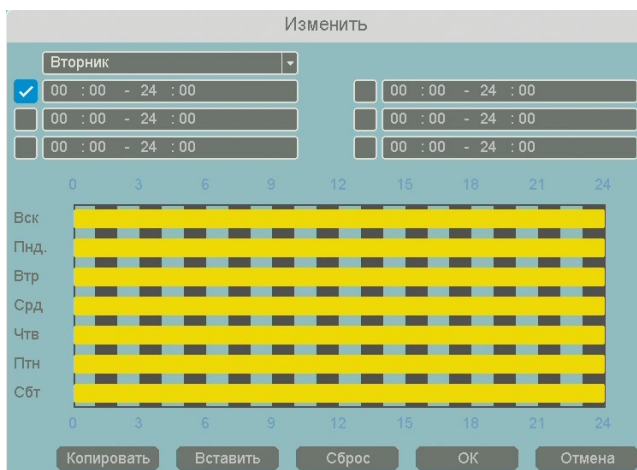 Изменить
Вторник
00 : 00 - 24 : 00 00 : 00 - 24 : 00
00 : 00 - 24 : 00 00 : 00 - 24 : 00
00 : 00 - 24 : 00 00 : 00 - 24 : 00
0 3 6 9 12 15 18 21 24
Вск
Пнд.
Втр
Срд
Чтв
Птн
Сбт
0 3 6 9 12 15 18 21 24
Копировать Вставить Сброс ОК Отмена